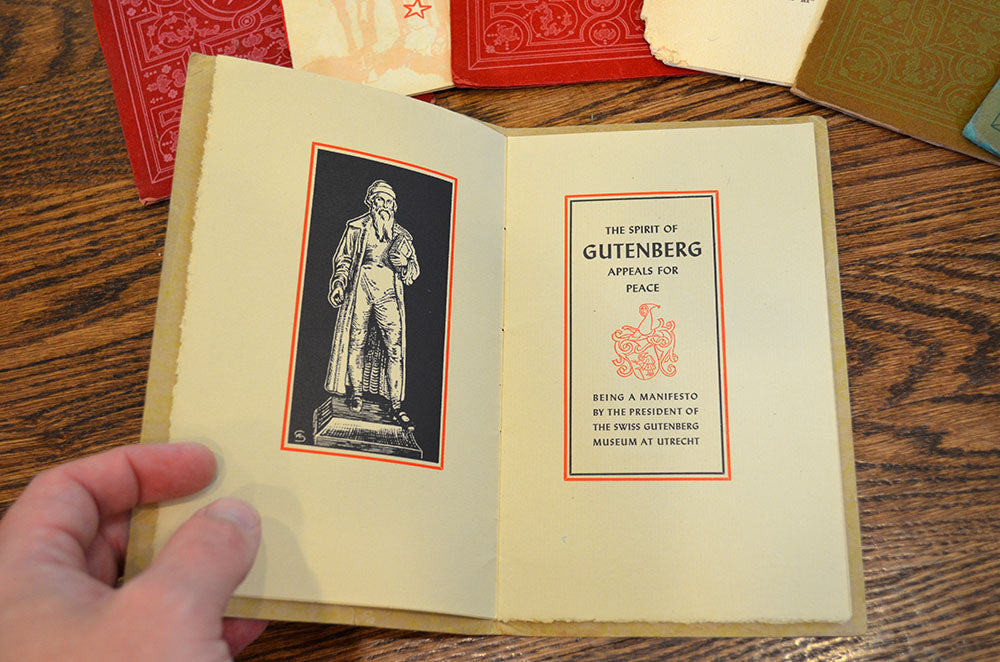 THE SPIRIT OF
GUTENBERG
APPEALS FOR
PEACE
BEING A MANIFESTO
BY THE PRESIDENT OF
THE SWISS GUTENBERG
MUSEUM AT UTRECHT